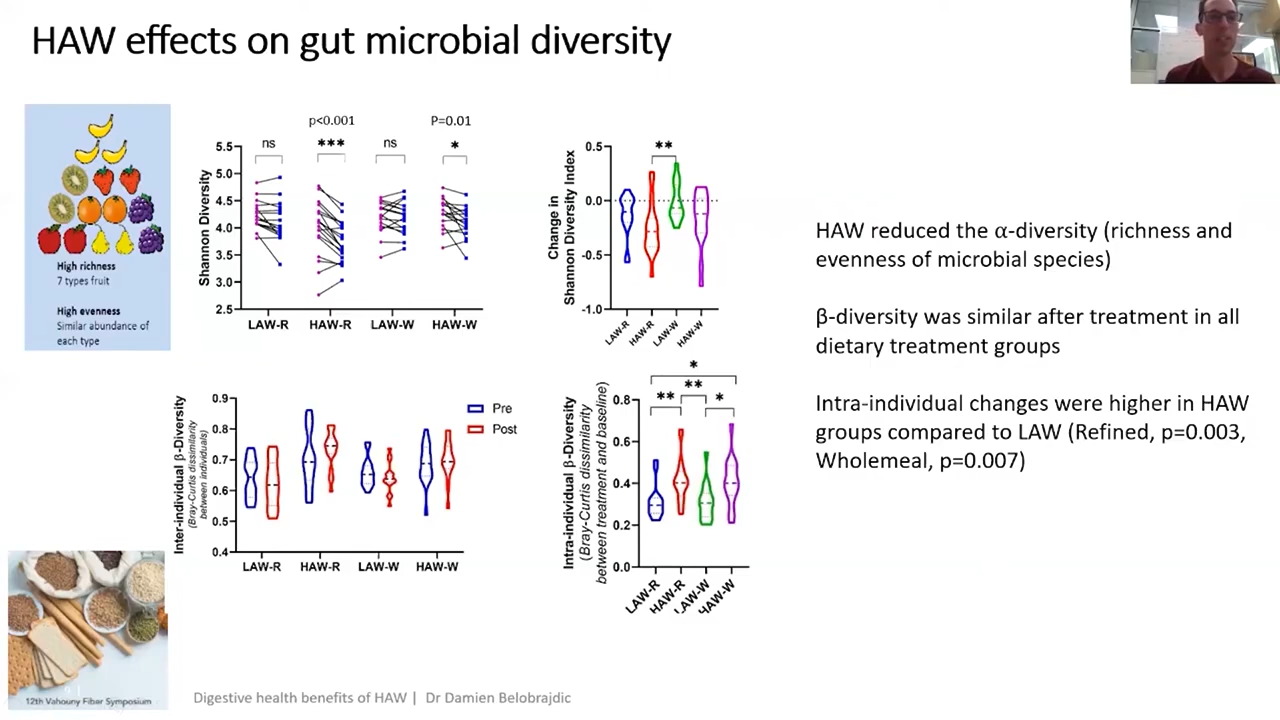 HAW effects on gut microbial diversity
High richness
7 types fruit
High evenness
Similar abundance of
each type
p<0.001
P=0.01
ns
***
ns
*
Shannon Diversity
5.5
5.0
4.5
4.0
3.5
3.0
2.5
LAW-R
HAW-R
LAW-W
HAW-W
Change in
Shannon Diversity Index
**
0.5
0.0
-0.5
-1.0
LAW-R
HAW-R
LAW-W
HAW-W
Inter-individual β-Diversity
(Bray-Curtis dissimilarity
between individuals)
0.9
0.8
0.7
0.6
0.5
0.4
LAW-R
HAW-R
LAW-W
HAW-W
Pre
Post
Intra-individual β-Diversity
(Bray-Curtis dissimilarity
between treatment and baseline)
*
**
**
*
0.8
0.6
0.4
0.2
0.0
LAW-R
HAW-R
LAW-W
HAW-W
HAW reduced the α-diversity (richness and
evenness of microbial species)
β-diversity was similar after treatment in all
dietary treatment groups
Intra-individual changes were higher in HAW
groups compared to LAW (Refined, p=0.003,
Wholemeal, p=0.007)
12th Vahouny Fiber Symposium
Digestive health benefits of HAW | Dr Damien Belobrajdic